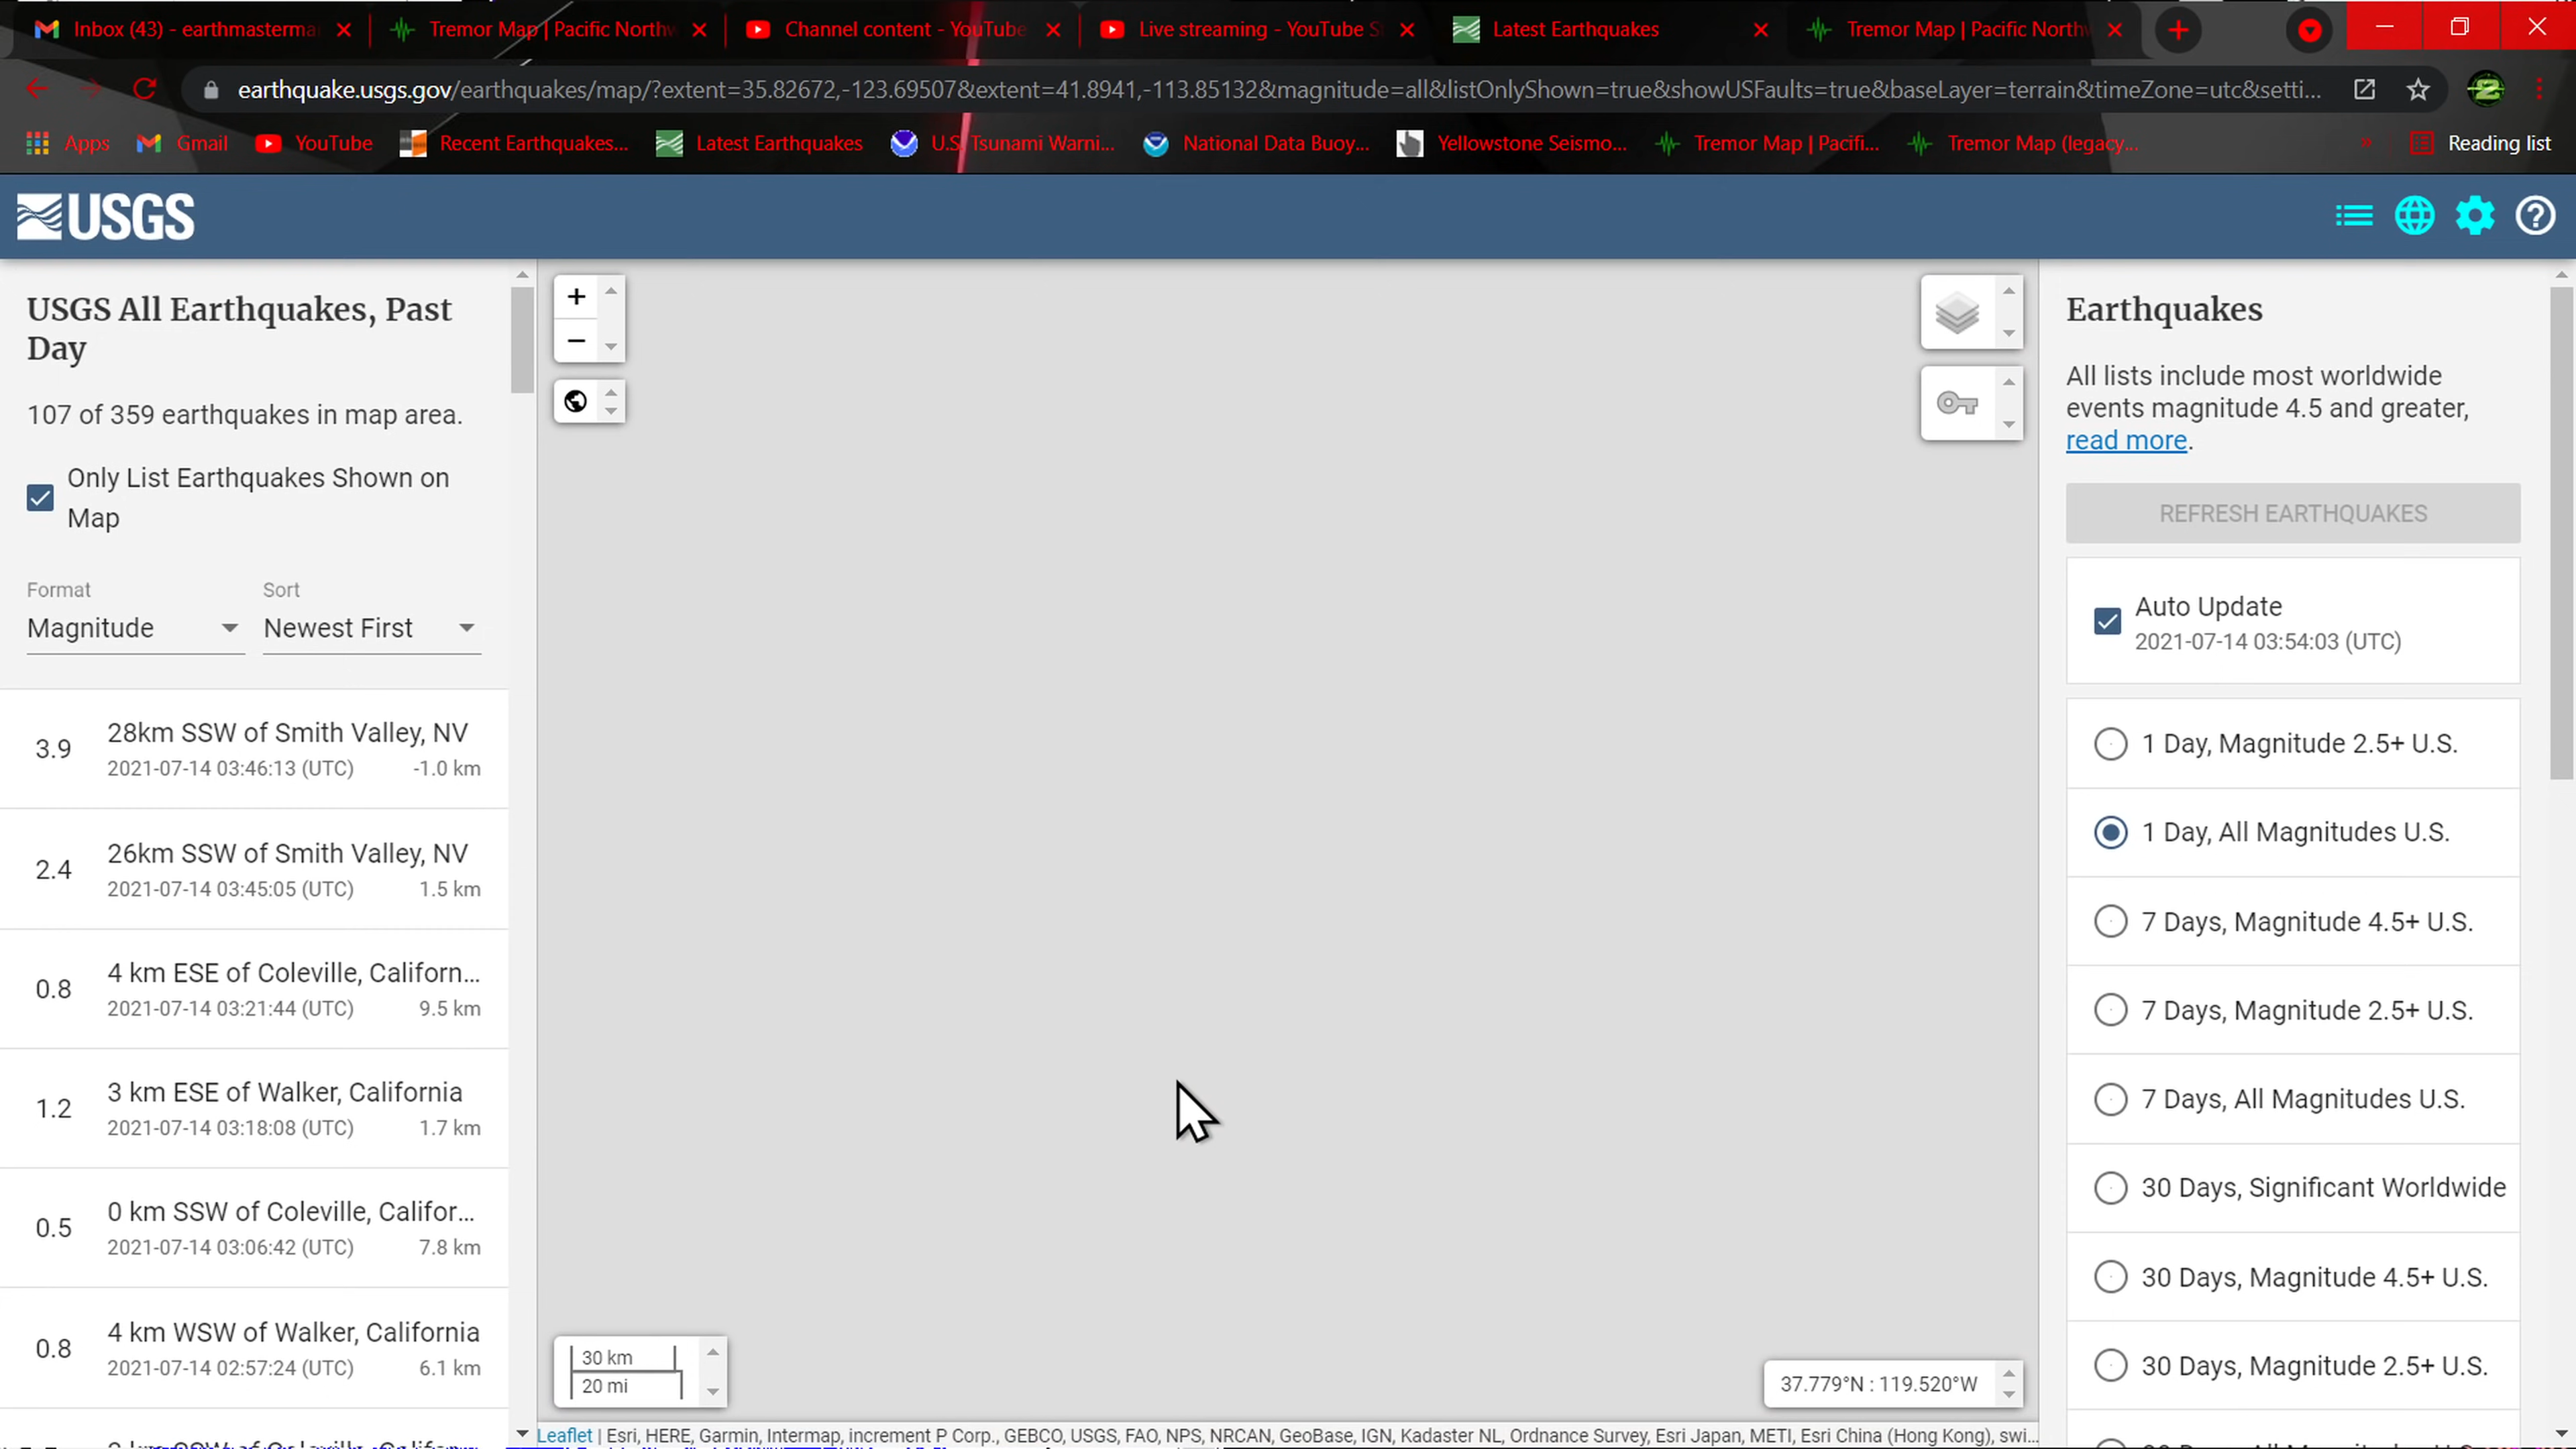 Inbox (43) - earthmasterma
Tremor Map | Pacific Northw
Channel content - YouTube
Live streaming - YouTube S
Latest Earthquakes
Tremor Map | Pacific Northw
earthquake.usgs.gov/earthquakes/map/?extent=35.82672,-123.69507&extent=41.8941,-113.85132&magnitude=all&listOnlyShown=true&showUSFaults=true&baseLayer=terrain&timeZone=utc&setti...
Apps
Gmail
YouTube
Recent Earthquakes...
Latest Earthquakes
U.S. Tsunami Warni...
National Data Buoy...
Yellowstone Seismo...
Tremor Map | Pacifi...
Tremor Map (legacy...
Reading list
USGS
USGS All Earthquakes, Past
Day
107 of 359 earthquakes in map area.
Only List Earthquakes Shown on
Map
Format
Sort
Magnitude
Newest First
3.9
28km SSW of Smith Valley, NV
2021-07-14 03:46:13 (UTC)
-1.0 km
2.4
26km SSW of Smith Valley, NV
2021-07-14 03:45:05 (UTC)
1.5 km
0.8
4 km ESE of Coleville, Californ...
2021-07-14 03:21:44 (UTC)
9.5 km
1.2
3 km ESE of Walker, California
2021-07-14 03:18:08 (UTC)
1.7 km
0.5
0 km SSW of Coleville, Califor...
2021-07-14 03:06:42 (UTC)
7.8 km
0.8
4 km WSW of Walker, California
2021-07-14 02:57:24 (UTC)
6.1 km
30 km
20 mi
37.779°N : 119.520°W
Leaflet | Esri, HERE, Garmin, Intermap, increment P Corp., GEBCO, USGS, FAO, NPS, NRCAN, GeoBase, IGN, Kadaster NL, Ordnance Survey, Esri Japan, METI, Esri China (Hong Kong), swi...
Earthquakes
All lists include most worldwide
events magnitude 4.5 and greater,
read more.
REFRESH EARTHQUAKES
Auto Update
2021-07-14 03:54:03 (UTC)
1 Day, Magnitude 2.5+ U.S.
1 Day, All Magnitudes U.S.
7 Days, Magnitude 4.5+ U.S.
7 Days, Magnitude 2.5+ U.S.
7 Days, All Magnitudes U.S.
30 Days, Significant Worldwide
30 Days, Magnitude 4.5+ U.S.
30 Days, Magnitude 2.5+ U.S.